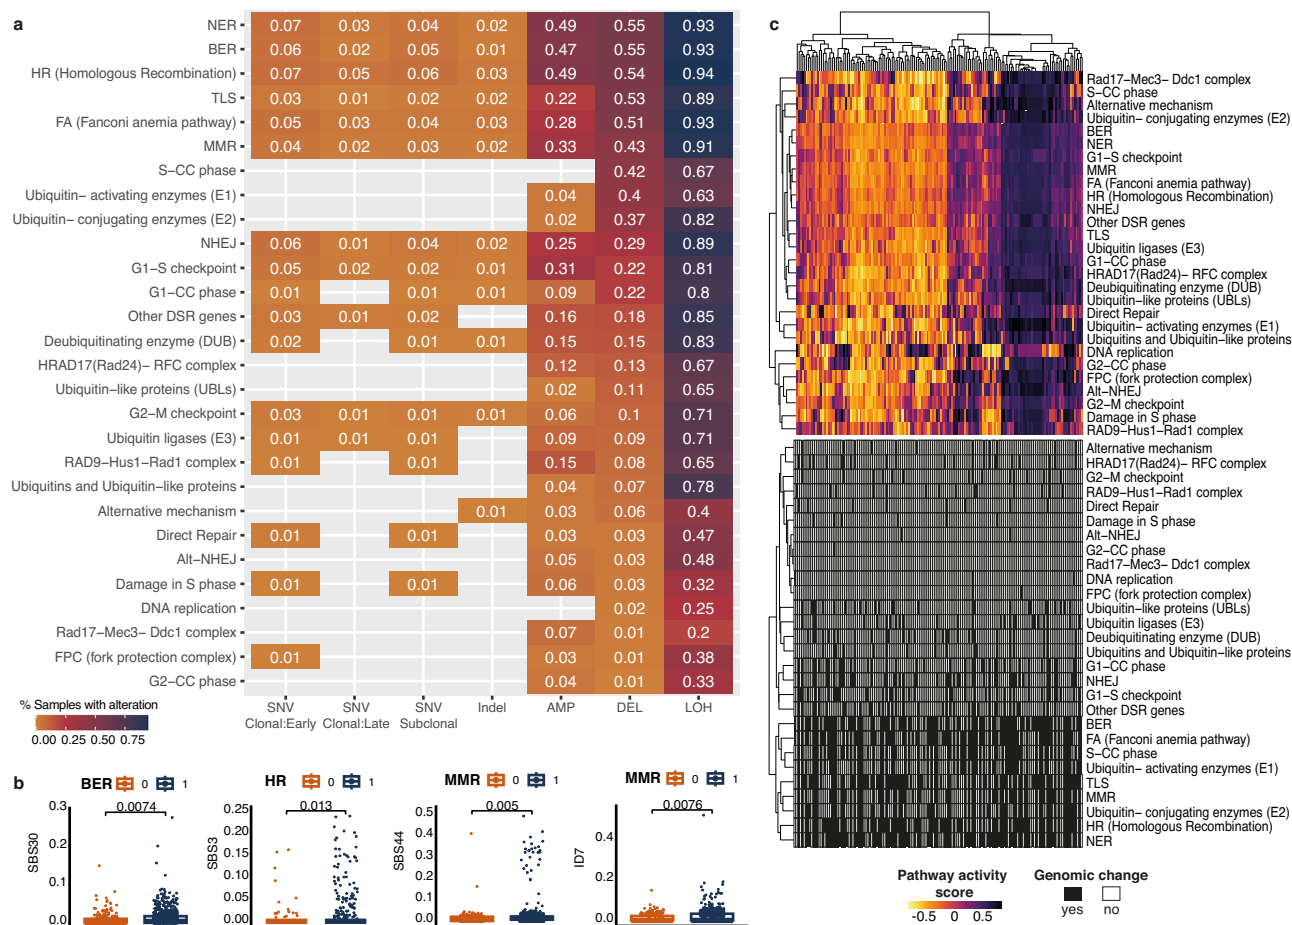 a
NER 0.07 0.03 0.04 0.02 0.49 0.55 0.93
BER 0.06 0.02 0.05 0.01 0.47 0.55 0.93
HR (Homologous Recombination) 0.07 0.05 0.06 0.03 0.49 0.54 0.94
TLS 0.03 0.01 0.02 0.02 0.22 0.53 0.89
FA (Fanconi anemia pathway) 0.05 0.03 0.04 0.03 0.28 0.51 0.93
MMR 0.04 0.02 0.03 0.02 0.33 0.43 0.91
S−CC phase 0.42 0.67
Ubiquitin− activating enzymes (E1) 0.04 0.4 0.63
Ubiquitin− conjugating enzymes (E2) 0.02 0.37 0.82
NHEJ 0.06 0.01 0.04 0.02 0.25 0.29 0.89
G1−S checkpoint 0.05 0.02 0.02 0.01 0.31 0.22 0.81
G1−CC phase 0.01 0.01 0.01 0.09 0.22 0.8
Other DSR genes 0.03 0.01 0.02 0.16 0.18 0.85
Deubiquitinating enzyme (DUB) 0.02 0.01 0.01 0.15 0.15 0.83
HRAD17(Rad24)− RFC complex 0.12 0.13 0.67
Ubiquitin−like proteins (UBLs) 0.02 0.11 0.65
G2−M checkpoint 0.03 0.01 0.01 0.01 0.06 0.1 0.71
Ubiquitin ligases (E3) 0.01 0.01 0.01 0.09 0.09 0.71
RAD9−Hus1−Rad1 complex 0.01 0.01 0.15 0.08 0.65
Ubiquitins and Ubiquitin−like proteins 0.04 0.07 0.78
Alternative mechanism 0.01 0.03 0.06 0.4
Direct Repair 0.01 0.01 0.03 0.03 0.47
Alt−NHEJ 0.05 0.03 0.48
Damage in S phase 0.01 0.01 0.06 0.03 0.32
DNA replication 0.02 0.25
Rad17−Mec3− Ddc1 complex 0.07 0.01 0.2
FPC (fork protection complex) 0.01 0.03 0.01 0.38
G2−CC phase 0.04 0.01 0.33
SNV SNV SNV Indel AMP DEL LOH
Clonal:Early Clonal:Late Subclonal
% Samples with alteration
0.00 0.25 0.50 0.75
b
BER 0 1
0.0074
SBS30
0.3
0.2
0.1
0.0
HR 0 1
0.013
SBS3
0.25
0.20
0.15
0.10
0.05
0.00
MMR 0 1
0.005
SBS44
0.5
0.4
0.3
0.2
0.1
0.0
MMR 0 1
0.0076
ID7
0.4
0.2
0.0
c
Rad17−Mec3− Ddc1 complex
S−CC phase
Alternative mechanism
Ubiquitin− conjugating enzymes (E2)
BER
NER
G1−S checkpoint
MMR
FA (Fanconi anemia pathway)
HR (Homologous Recombination)
NHEJ
Other DSR genes
TLS
Ubiquitin ligases (E3)
G1−CC phase
HRAD17(Rad24)− RFC complex
Deubiquitinating enzyme (DUB)
Ubiquitin−like proteins (UBLs)
Direct Repair
Ubiquitin− activating enzymes (E1)
Ubiquitins and Ubiquitin−like proteins
DNA replication
G2−CC phase
FPC (fork protection complex)
Alt−NHEJ
G2−M checkpoint
Damage in S phase
RAD9−Hus1−Rad1 complex
Alternative mechanism
HRAD17(Rad24)− RFC complex
G2−M checkpoint
RAD9−Hus1−Rad1 complex
Direct Repair
Damage in S phase
Alt−NHEJ
G2−CC phase
Rad17−Mec3− Ddc1 complex
DNA replication
FPC (fork protection complex)
Ubiquitin−like proteins (UBLs)
Ubiquitin ligases (E3)
Deubiquitinating enzyme (DUB)
Ubiquitins and Ubiquitin−like proteins
G1−CC phase
NHEJ
G1−S checkpoint
Other DSR genes
BER
FA (Fanconi anemia pathway)
S−CC phase
Ubiquitin− activating enzymes (E1)
TLS
MMR
Ubiquitin− conjugating enzymes (E2)
HR (Homologous Recombination)
NER
Pathway activity
score
-0.5 0 0.5
Genomic change
yes no